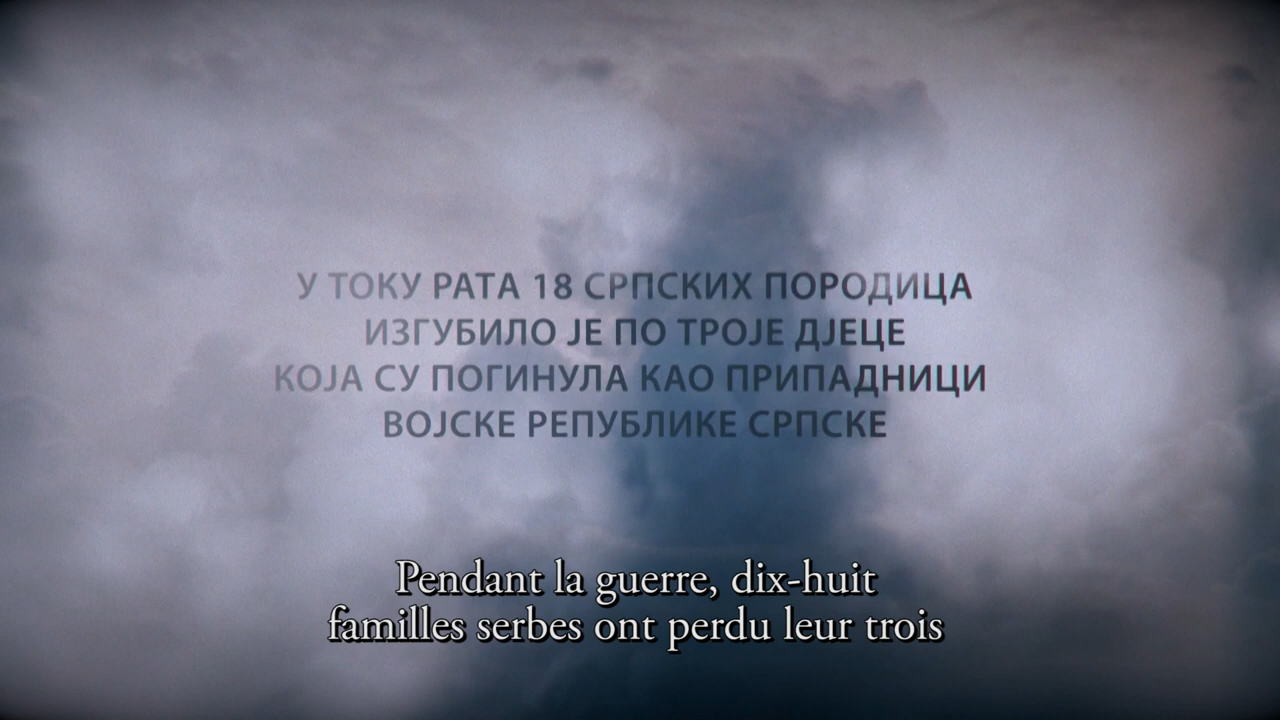 У ТОКУ РАТА 18 СРПСКИХ ПОРОДИЦА
ИЗГУБИЛО ЈЕ ПО ТРОЈЕ ДЈЕЦЕ
КОЈА СУ ПОГИНУЛА КАО ПРИПАДНИЦИ
ВОЈСКЕ РЕПУБЛИКЕ СРПСКЕ
Pendant la guerre, dix-huit
familles serbes ont perdu leur trois